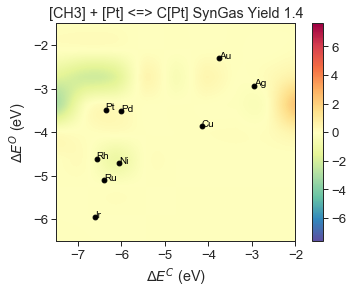 [CH3] + [Pt] <=> C[Pt] SynGas Yield 1.4
Au
Ag
Pt
Pd
Cu
Rh
Ni
Ru
Ir
−2
−3
−4
−5
−6
ΔE^O (eV)
−7
−6
−5
−4
−3
−2
ΔE^C (eV)
6
4
2
0
−2
−4
−6